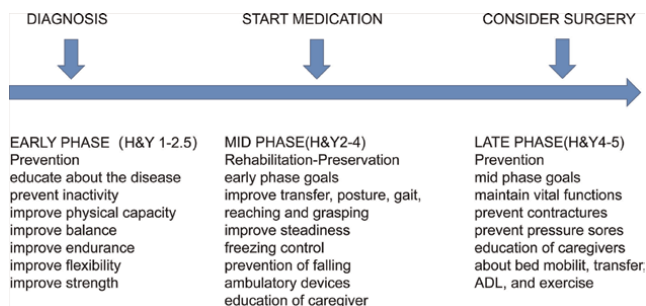 DIAGNOSIS
START MEDICATION
CONSIDER SURGERY
EARLY PHASE (H&Y 1-2.5)
Prevention
educate about the disease
prevent inactivity
improve physical capacity
improve balance
improve endurance
improve flexibility
improve strength
MID PHASE(H&Y2-4)
Rehabilitation-Preservation
early phase goals
improve transfer, posture, gait,
reaching and grasping
improve steadiness
freezing control
prevention of falling
ambulatory devices
education of caregiver
LATE PHASE(H&Y4-5)
Prevention
mid phase goals
maintain vital functions
prevent contractures
prevent pressure sores
education of caregivers
about bed mobilit, transfer,
ADL, and exercise